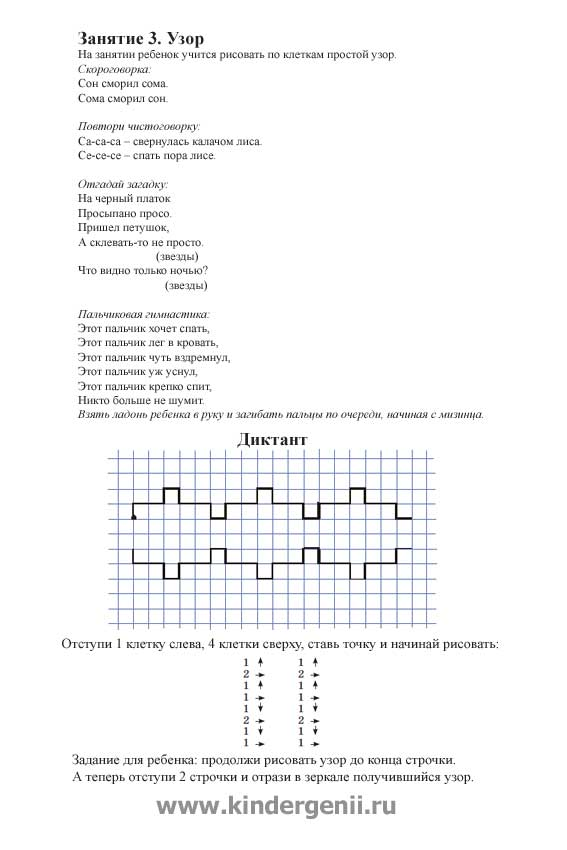 Занятие 3. Узор
На занятии ребенок учится рисовать по клеткам простой узор.
Скороговорка:
Сон сморил сома.
Сома сморил сон.
Повтори чистоговорку:
Са-са-са – свернулась калачом лиса.
Се-се-се – спать пора лисе.
Отгадай загадку:
На черный платок
Просыпано просо.
Пришел петушок,
А склевать-то не просто.
(звезды)
Что видно только ночью?
(звезды)
Пальчиковая гимнастика:
Этот пальчик хочет спать,
Этот пальчик лег в кровать,
Этот пальчик чуть вздремнул,
Этот пальчик уж уснул,
Этот пальчик крепко спит,
Никто больше не шумит.
Взять ладонь ребенка в руку и загибать пальцы по очереди, начиная с мизинца.
Диктант
Отступи 1 клетку слева, 4 клетки сверху, ставь точку и начинай рисовать:
1 ↑ 1 ↑
2 → 2 →
1 ↑ 1 ↑
1 → 1 →
1 ↓ 1 ↓
2 → 2 →
1 ↓ 1 ↓
1 → 1 →
Задание для ребенка: продолжи рисовать узор до конца строчки.
А теперь отступи 2 строчки и отрази в зеркале получившийся узор.
www.kindergenii.ru